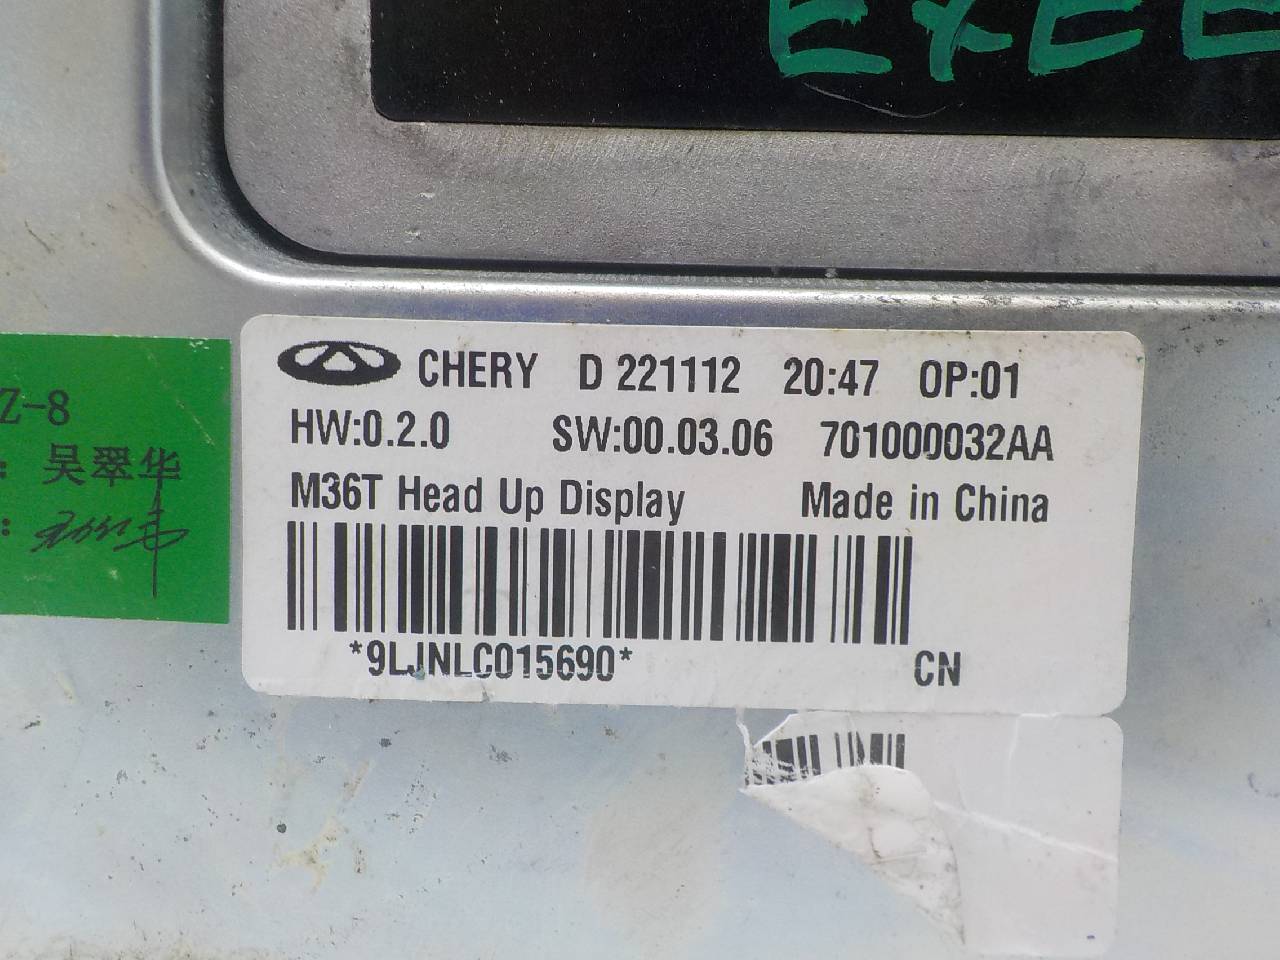 EXEE
CHERY D 221112 20:47 OP:01
HW:0.2.0 SW:00.03.06 701000032AA
M36T Head Up Display Made in China
*9LJNLC015690*
CN
Z-8
: 吴翠华
: